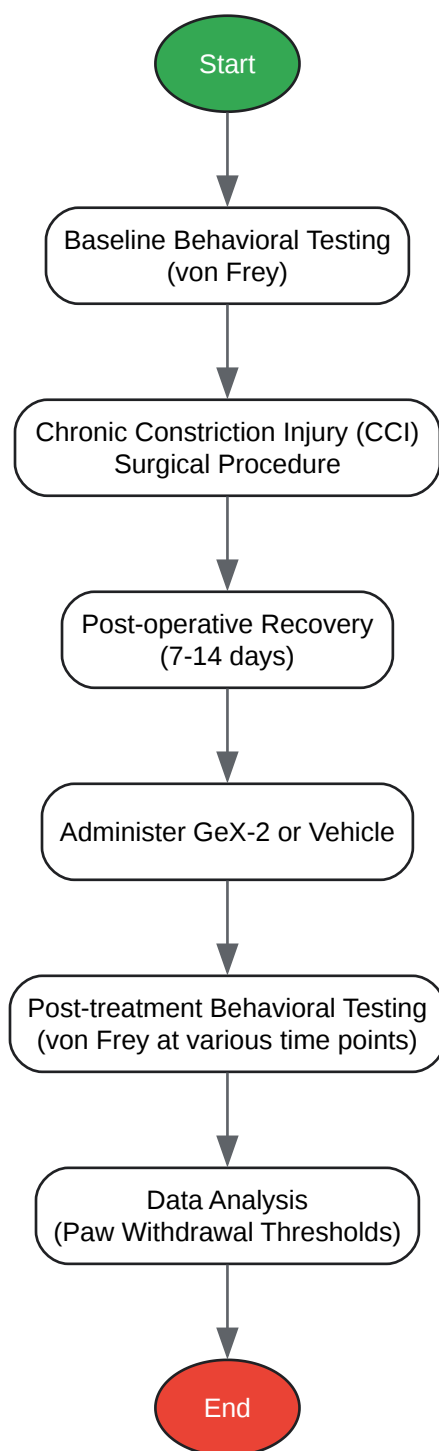 Start
Baseline Behavioral Testing
(von Frey)
Chronic Constriction Injury (CCI)
Surgical Procedure
Post-operative Recovery
(7-14 days)
Administer GeX-2 or Vehicle
Post-treatment Behavioral Testing
(von Frey at various time points)
Data Analysis
(Paw Withdrawal Thresholds)
End